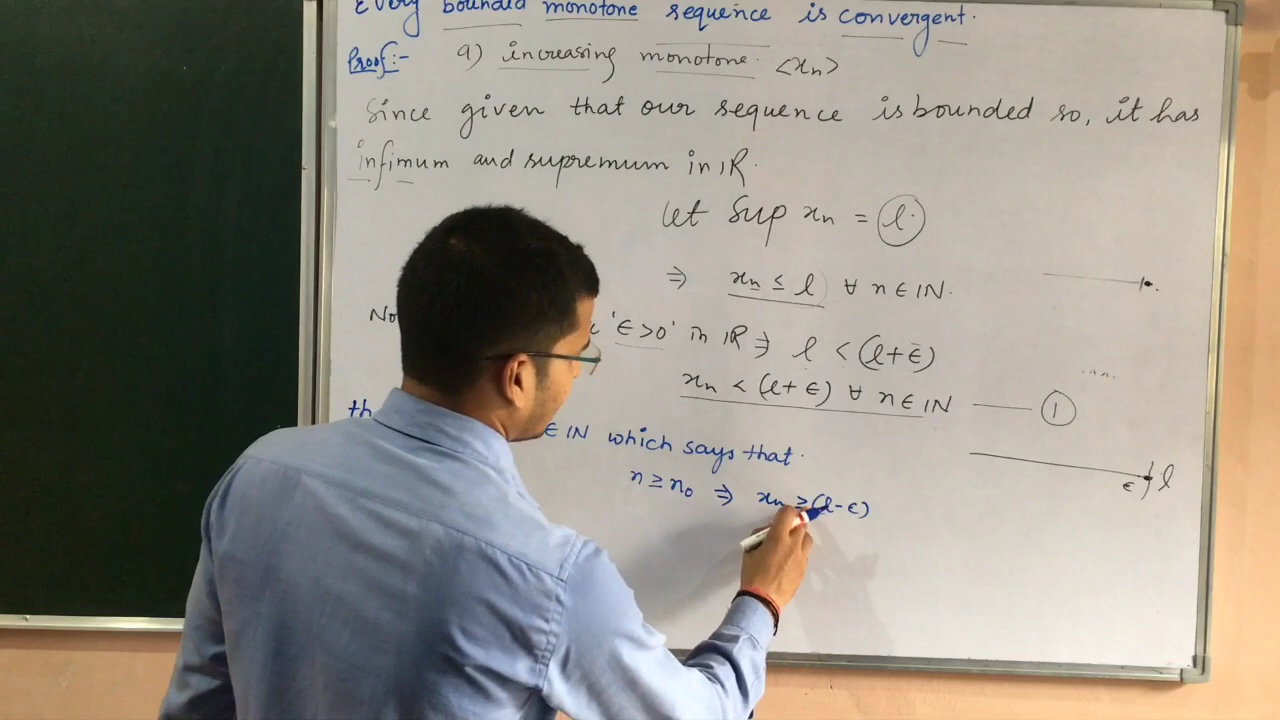 Every bounded monotone sequence is convergent.
Proof:- a) increasing monotone. <xn>
Since given that our sequence is bounded so, it has
infimum and supremum in IR.
let Sup xn = l.
⇒ xn ≤ l ∀ n ∈ IN.
'ϵ>0' in IR ⇒ l < (l+ϵ)
xn < (l+ϵ) ∀ n ∈ IN — ①
∈ IN which says that.
n ≥ n0 ⇒ xn ≥ (l-ϵ)
ϵ l